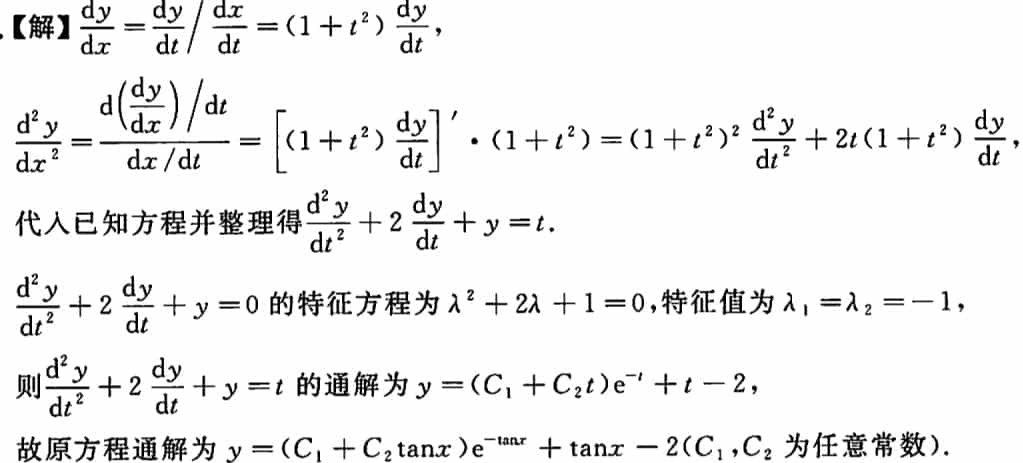 .【解】$\frac{dy}{dx}=\frac{dy}{dt}\Big/\frac{dx}{dt}=(1+t^2)\frac{dy}{dt}$,
$\frac{d^2y}{dx^2}=\frac{d\left(\frac{dy}{dx}\right)\Big/dt}{dx/dt}=\left[(1+t^2)\frac{dy}{dt}\right]'\cdot(1+t^2)=(1+t^2)^2\frac{d^2y}{dt^2}+2t(1+t^2)\frac{dy}{dt}$,
代入已知方程并整理得$\frac{d^2y}{dt^2}+2\frac{dy}{dt}+y=t$.
$\frac{d^2y}{dt^2}+2\frac{dy}{dt}+y=0$ 的特征方程为 $\lambda^2+2\lambda+1=0$,特征值为 $\lambda_1=\lambda_2=-1$,
则$\frac{d^2y}{dt^2}+2\frac{dy}{dt}+y=t$ 的通解为 $y=(C_1+C_2t)e^{-t}+t-2$,
故原方程通解为 $y=(C_1+C_2\tan x)e^{-\tan x}+\tan x-2$($C_1$,$C_2$ 为任意常数).